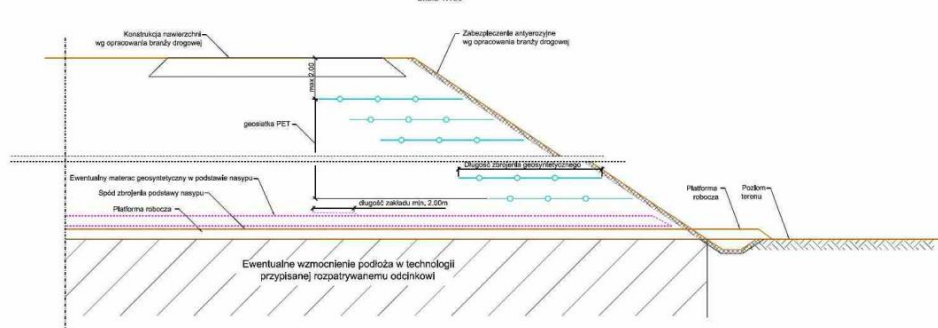 Konstrukcja nawierzchni
wg opracowania branży drogowej
Zabezpieczenie antyerozyjne
wg opracowania branży drogowej
max 2.00
geosiatka PET
Długość zbrojenia geosyntetycznego
Ewentualny materac geosyntetyczny w podstawie nasypu
Spód zbrojenia podstawy nasypu
Platforma robocza
długość zakładu min. 2.00m
Platforma
robocza
Poziom
terenu
Ewentualne wzmocnienie podłoża w technologii
przypisanej rozpatrywanemu odcinkowi